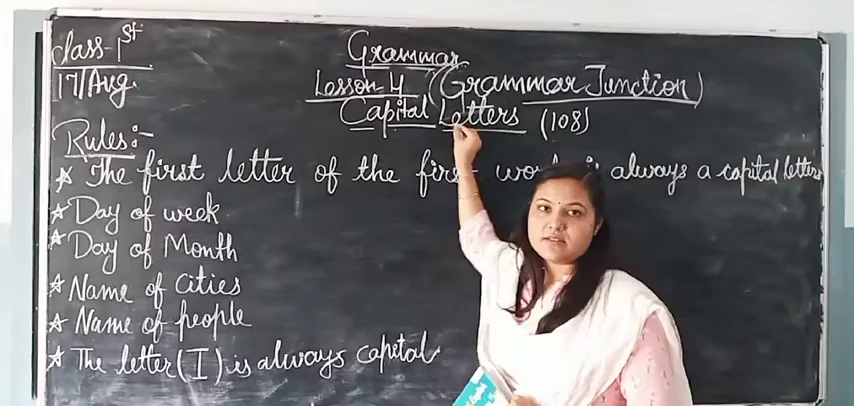 Class-1st
17/Aug.
Grammar
Lesson-4 (Grammar Junction)
Capital Letters (108)
Rules:-
☆ The first letter of the first word is always a capital letters
☆ Day of week
☆ Day of Month
☆ Name of cities
☆ Name of people
☆ The letter (I) is always capital